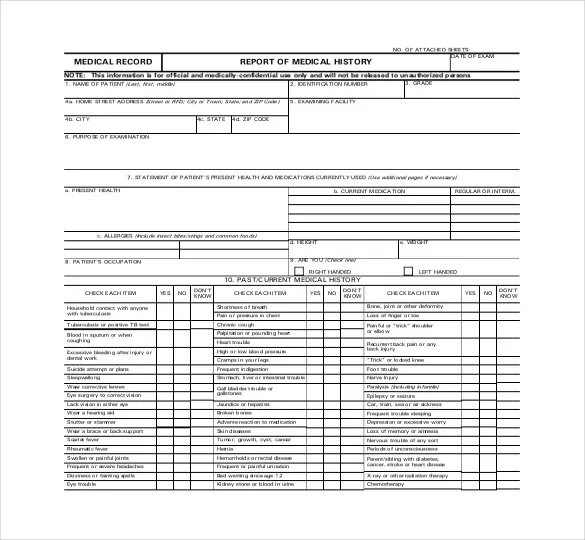 NO. OF ATTACHED SHEETS:
MEDICAL RECORD
REPORT OF MEDICAL HISTORY
DATE OF EXAM
NOTE: This information is for official and medically-confidential use only and will not be released to unauthorized persons
1. NAME OF PATIENT (Last, first, middle)
2. IDENTIFICATION NUMBER
3. GRADE
4a. HOME STREET ADDRESS (Street or RFD; City or Town; State; and ZIP Code)
5. EXAMINING FACILITY
4b. CITY
4c. STATE
4d. ZIP CODE
6. PURPOSE OF EXAMINATION
7. STATEMENT OF PATIENT'S PRESENT HEALTH AND MEDICATIONS CURRENTLY USED (Use additional pages if necessary)
a. PRESENT HEALTH
b. CURRENT MEDICATION
REGULAR OR INTERM.
c. ALLERGIES (Include insect bites/stings and common foods)
d. HEIGHT
e. WEIGHT
8. PATIENT'S OCCUPATION
9. ARE YOU (Check one)
RIGHT HANDED
LEFT HANDED
10. PAST/CURRENT MEDICAL HISTORY
CHECK EACH ITEM
YES
NO
DON'T
KNOW
CHECK EACH ITEM
YES
NO
DON'T
KNOW
CHECK EACH ITEM
YES
NO
DON'T
KNOW
Household contact with anyone
with tuberculosis
Tuberculosis or positive TB test
Blood in sputum or when
coughing
Excessive bleeding after injury or
dental work
Suicide attempt or plans
Sleepwalking
Wear corrective lenses
Eye surgery to correct vision
Lack vision in either eye
Wear a hearing aid
Stutter or stammer
Wear a brace or back support
Scarlet fever
Rheumatic fever
Swollen or painful joints
Frequent or severe headaches
Dizziness or fainting spells
Eye trouble
Shortness of breath
Pain or pressure in chest
Chronic cough
Palpitation or pounding heart
Heart trouble
High or low blood pressure
Cramps in your legs
Frequent indigestion
Stomach, liver or intestinal trouble
Gall bladder trouble or
gallstones
Jaundice or hepatitis
Broken bones
Adverse reaction to medication
Skin diseases
Tumor, growth, cyst, cancer
Hernia
Hemorrhoids or rectal disease
Frequent or painful urination
Bed wetting since age 12
Kidney stone or blood in urine
Bone, joint or other deformity
Loss of finger or toe
Painful or "trick" shoulder
or elbow
Recurrent back pain or any
back injury
"Trick" or locked knee
Foot trouble
Nerve Injury
Paralysis (including infantile)
Epilepsy or seizure
Car, train, sea or air sickness
Frequent trouble sleeping
Depression or excessive worry
Loss of memory or amnesia
Nervous trouble of any sort
Periods of unconsciousness
Parent/sibling with diabetes,
cancer, stroke or heart disease
X-ray or other radiation therapy
Chemotherapy